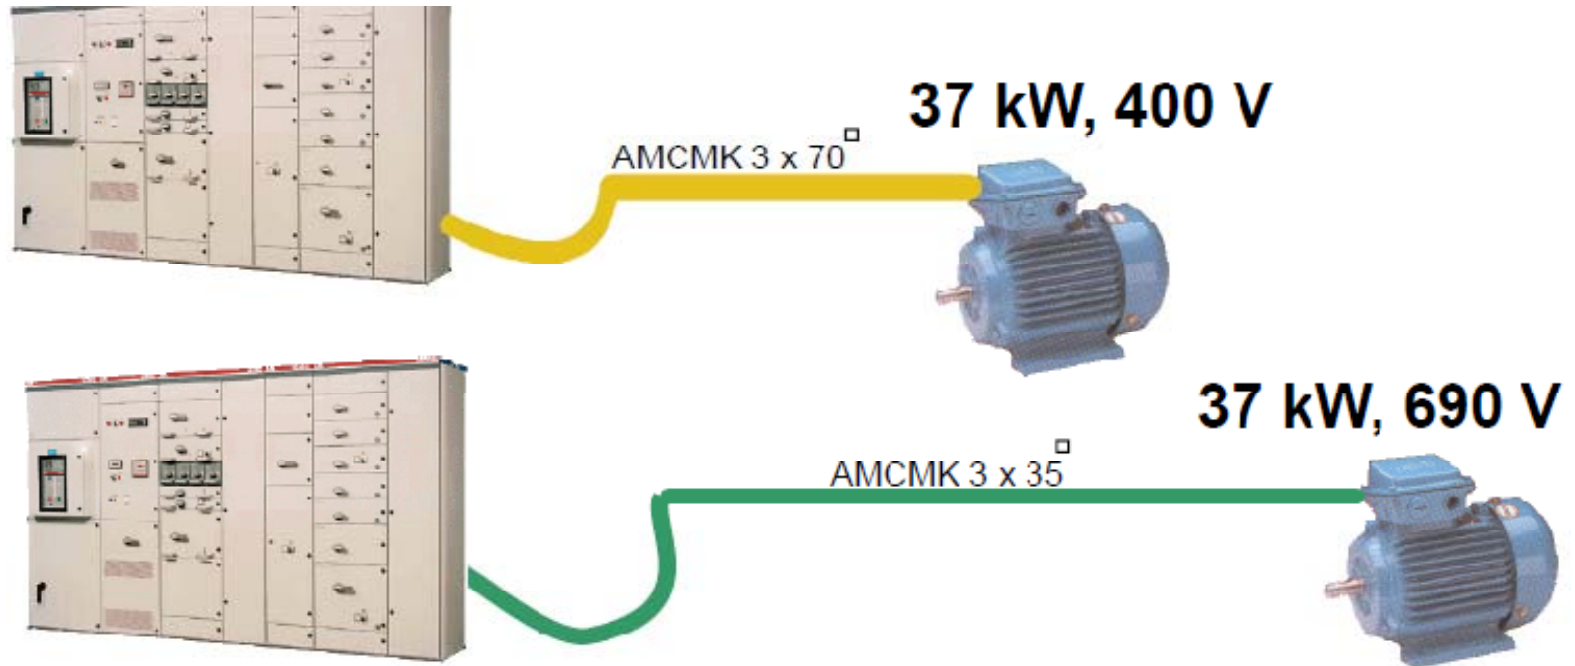 37 kW, 400 V
AMCMK 3 x 70□
37 kW, 690 V
AMCMK 3 x 35□